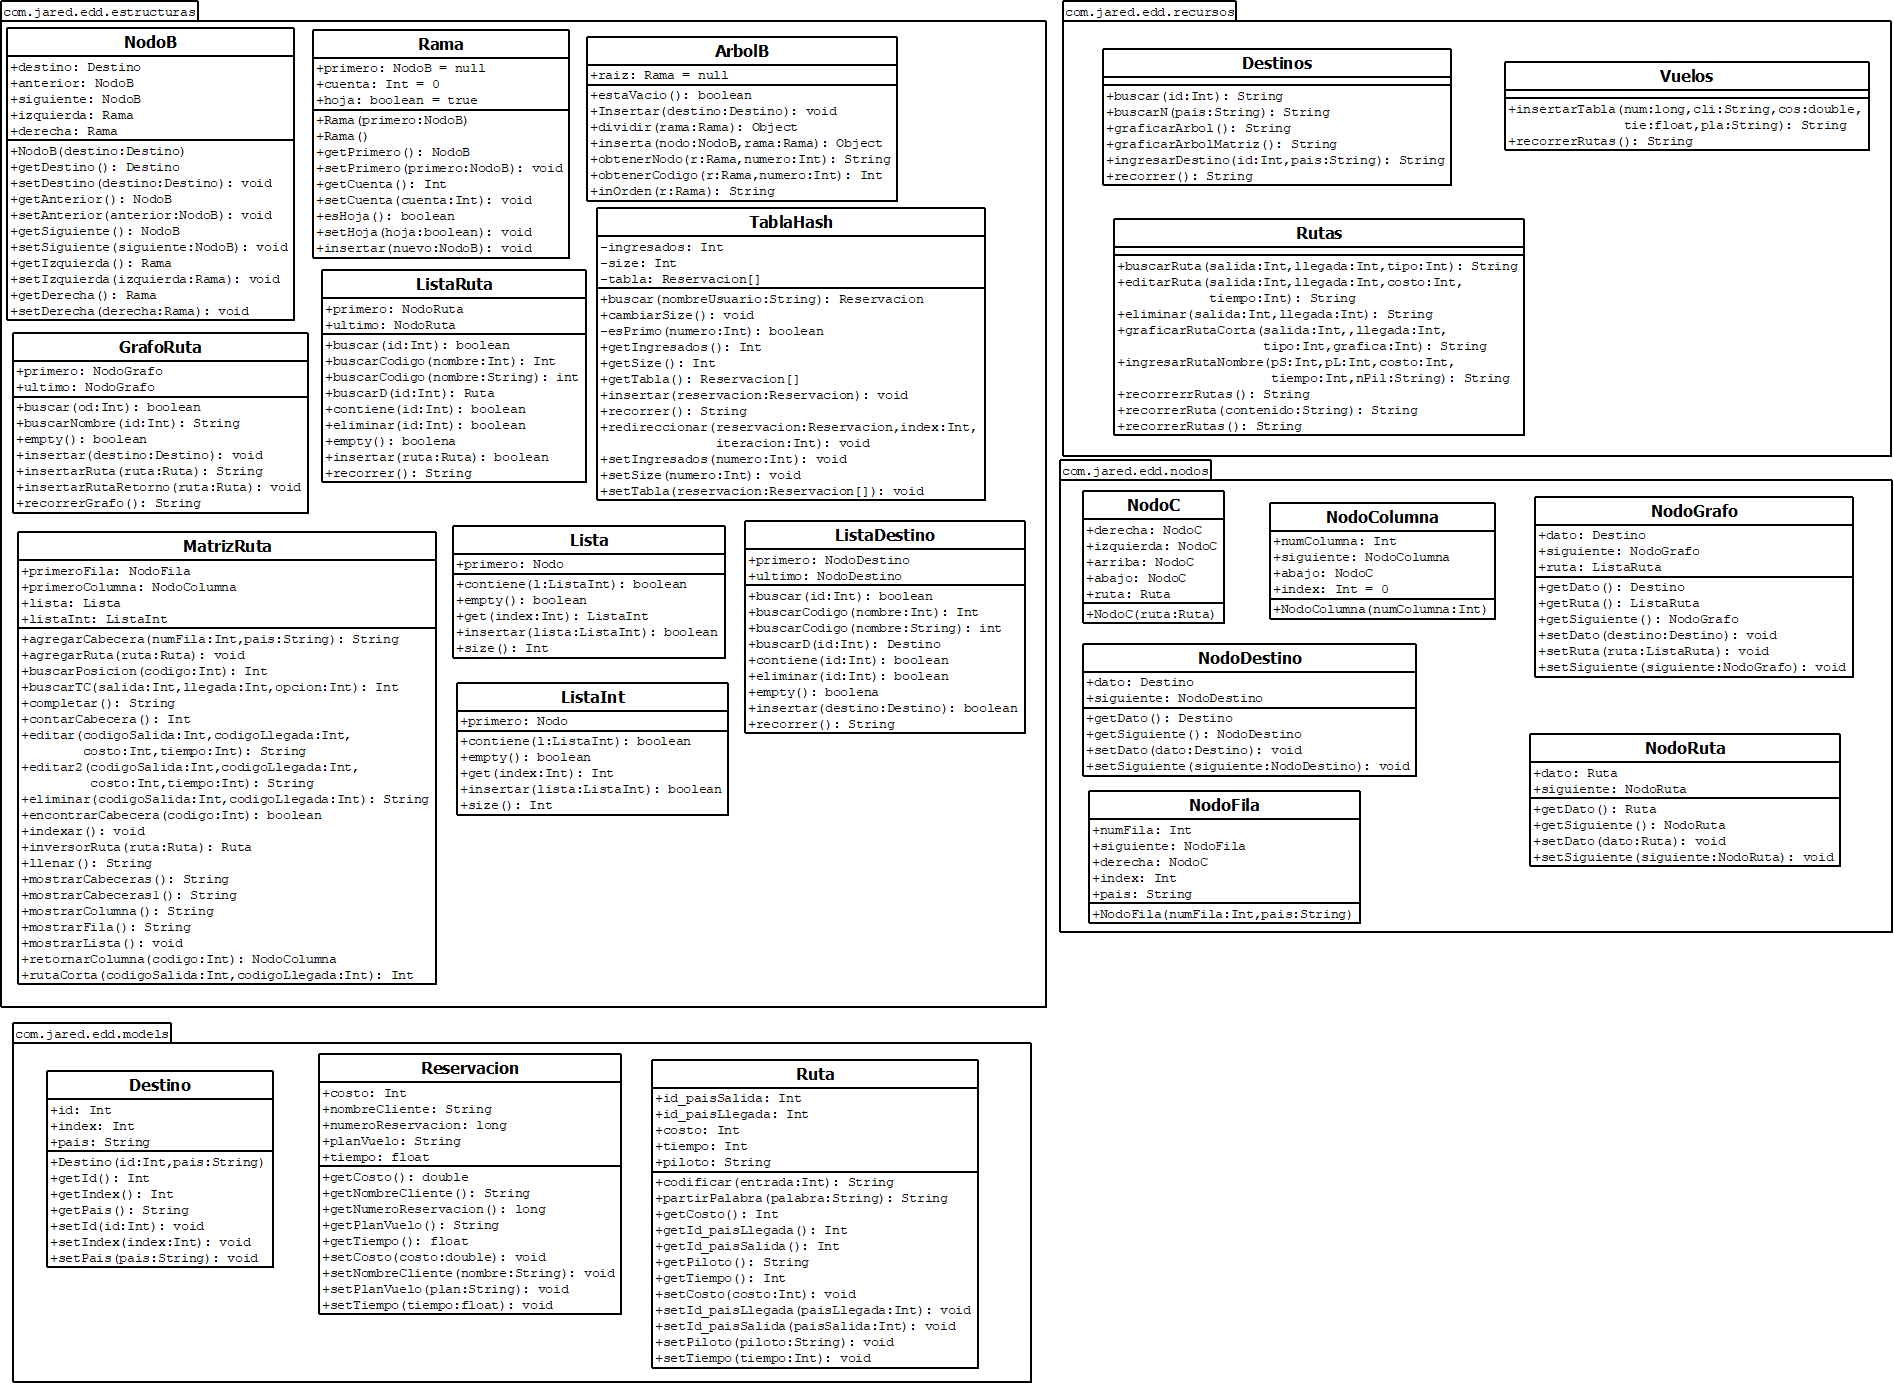 com.jared.edd.estructuras
NodoB
+destino: Destino
+anterior: NodoB
+siguiente: NodoB
+izquierda: Rama
+derecha: Rama
+NodoB(destino:Destino)
+getDestino(): Destino
+setDestino(destino:Destino): void
+getAnterior(): NodoB
+setAnterior(anterior:NodoB): void
+getSiguiente(): NodoB
+setSiguiente(siguiente:NodoB): void
+getIzquierda(): Rama
+setIzquierda(izquierda:Rama): void
+getDerecha(): Rama
+setDerecha(derecha:Rama): void
Rama
+primero: NodoB = null
+cuenta: Int = 0
+hoja: boolean = true
+Rama(primero:NodoB)
+Rama()
+getPrimero(): NodoB
+setPrimero(primero:NodoB): void
+getCuenta(): Int
+setCuenta(cuenta:Int): void
+esHoja(): boolean
+setHoja(hoja:boolean): void
+insertar(nuevo:NodoB): void
ArbolB
+raiz: Rama = null
+estaVacio(): boolean
+Insertar(destino:Destino): void
+dividir(rama:Rama): Object
+inserta(nodo:NodoB,rama:Rama): Object
+obtenerNodo(r:Rama,numero:Int): String
+obtenerCodigo(r:Rama,numero:Int): Int
+inOrden(r:Rama): String
TablaHash
-ingresados: Int
-size: Int
-tabla: Reservacion[]
+buscar(nombreUsuario:String): Reservacion
+cambiarSize(): void
-esPrimo(numero:Int): boolean
+getIngresados(): Int
+getSize(): Int
+getTabla(): Reservacion[]
+insertar(reservacion:Reservacion): void
+recorrer(): String
+redireccionar(reservacion:Reservacion,index:Int,
iteracion:Int): void
+setIngresados(numero:Int): void
+setSize(numero:Int): void
+setTabla(reservacion:Reservacion[]): void
ListaRuta
+primero: NodoRuta
+ultimo: NodoRuta
+buscar(id:Int): boolean
+buscarCodigo(nombre:Int): Int
+buscarCodigo(nombre:String): int
+buscarD(id:Int): Ruta
+contiene(id:Int): boolean
+eliminar(id:Int): boolean
+empty(): boolena
+insertar(ruta:Ruta): boolean
+recorrer(): String
GrafoRuta
+primero: NodoGrafo
+ultimo: NodoGrafo
+buscar(od:Int): boolean
+buscarNombre(id:Int): String
+empty(): boolean
+insertar(destino:Destino): void
+insertarRuta(ruta:Ruta): String
+insertarRutaRetorno(ruta:Ruta): void
+recorrerGrafo(): String
MatrizRuta
+primeroFila: NodoFila
+primeroColumna: NodoColumna
+lista: Lista
+listaInt: ListaInt
+agregarCabecera(numFila:Int,pais:String): String
+agregarRuta(ruta:Ruta): void
+buscarPosicion(codigo:Int): Int
+buscarTC(salida:Int,llegada:Int,opcion:Int): Int
+completar(): String
+contarCabecera(): Int
+editar(codigoSalida:Int,codigoLlegada:Int,
costo:Int,tiempo:Int): String
+editar2(codigoSalida:Int,codigoLlegada:Int,
costo:Int,tiempo:Int): String
+eliminar(codigoSalida:Int,codigoLlegada:Int): String
+encontrarCabecera(codigo:Int): boolean
+indexar(): void
+inversorRuta(ruta:Ruta): Ruta
+llenar(): String
+mostrarCabeceras(): String
+mostrarCabeceras1(): String
+mostrarColumna(): String
+mostrarFila(): String
+mostrarLista(): void
+retornarColumna(codigo:Int): NodoColumna
+rutaCorta(codigoSalida:Int,codigoLlegada:Int): Int
Lista
+primero: Nodo
+contiene(l:ListaInt): boolean
+empty(): boolean
+get(index:Int): ListaInt
+insertar(lista:ListaInt): boolean
+size(): Int
ListaInt
+primero: Nodo
+contiene(l:ListaInt): boolean
+empty(): boolean
+get(index:Int): Int
+insertar(lista:ListaInt): boolean
+size(): Int
ListaDestino
+primero: NodoDestino
+ultimo: NodoDestino
+buscar(id:Int): boolean
+buscarCodigo(nombre:Int): Int
+buscarCodigo(nombre:String): int
+buscarD(id:Int): Destino
+contiene(id:Int): boolean
+eliminar(id:Int): boolean
+empty(): boolena
+insertar(destino:Destino): boolean
+recorrer(): String
com.jared.edd.recursos
Destinos
+buscar(id:Int): String
+buscarN(pais:String): String
+graficarArbol(): String
+graficarArbolMatriz(): String
+ingresarDestino(id:Int,pais:String): String
+recorrer(): String
Vuelos
+insertarTabla(num:long,cli:String,cos:double,
tie:float,pla:String): String
+recorrerRutas(): String
Rutas
+buscarRuta(salida:Int,llegada:Int,tipo:Int): String
+editarRuta(salida:Int,llegada:Int,costo:Int,
tiempo:Int): String
+eliminar(salida:Int,llegada:Int): String
+graficarRutaCorta(salida:Int,,llegada:Int,
tipo:Int,grafica:Int): String
+ingresarRutaNombre(pS:Int,pL:Int,costo:Int,
tiempo:Int,nPil:String): String
+recorrerrRutas(): String
+recorrerRuta(contenido:String): String
+recorrerRutas(): String
com.jared.edd.nodos
NodoC
+derecha: NodoC
+izquierda: NodoC
+arriba: NodoC
+abajo: NodoC
+ruta: Ruta
+NodoC(ruta:Ruta)
NodoColumna
+numColumna: Int
+siguiente: NodoColumna
+abajo: NodoC
+index: Int = 0
+NodoColumna(numColumna:Int)
NodoGrafo
+dato: Destino
+siguiente: NodoGrafo
+ruta: ListaRuta
+getDato(): Destino
+getRuta(): ListaRuta
+getSiguiente(): NodoGrafo
+setDato(destino:Destino): void
+setRuta(ruta:ListaRuta): void
+setSiguiente(siguiente:NodoGrafo): void
NodoDestino
+dato: Destino
+siguiente: NodoDestino
+getDato(): Destino
+getSiguiente(): NodoDestino
+setDato(dato:Destino): void
+setSiguiente(siguiente:NodoDestino): void
NodoRuta
+dato: Ruta
+siguiente: NodoRuta
+getDato(): Ruta
+getSiguiente(): NodoRuta
+setDato(dato:Ruta): void
+setSiguiente(siguiente:NodoRuta): void
NodoFila
+numFila: Int
+siguiente: NodoFila
+derecha: NodoC
+index: Int
+pais: String
+NodoFila(numFila:Int,pais:String)
com.jared.edd.models
Destino
+id: Int
+index: Int
+pais: String
+Destino(id:Int,pais:String)
+getId(): Int
+getIndex(): Int
+getPais(): String
+setId(id:Int): void
+setIndex(index:Int): void
+setPais(pais:String): void
Reservacion
+costo: Int
+nombreCliente: String
+numeroReservacion: long
+planVuelo: String
+tiempo: float
+getCosto(): double
+getNombreCliente(): String
+getNumeroReservacion(): long
+getPlanVuelo(): String
+getTiempo(): float
+setCosto(costo:double): void
+setNombreCliente(nombre:String): void
+setPlanVuelo(plan:String): void
+setTiempo(tiempo:float): void
Ruta
+id_paisSalida: Int
+id_paisLlegada: Int
+costo: Int
+tiempo: Int
+piloto: String
+codificar(entrada:Int): String
+partirPalabra(palabra:String): String
+getCosto(): Int
+getId_paisLlegada(): Int
+getId_paisSalida(): Int
+getPiloto(): String
+getTiempo(): Int
+setCosto(costo:Int): void
+setId_paisLlegada(paisLlegada:Int): void
+setId_paisSalida(paisSalida:Int): void
+setPiloto(piloto:String): void
+setTiempo(tiempo:Int): void